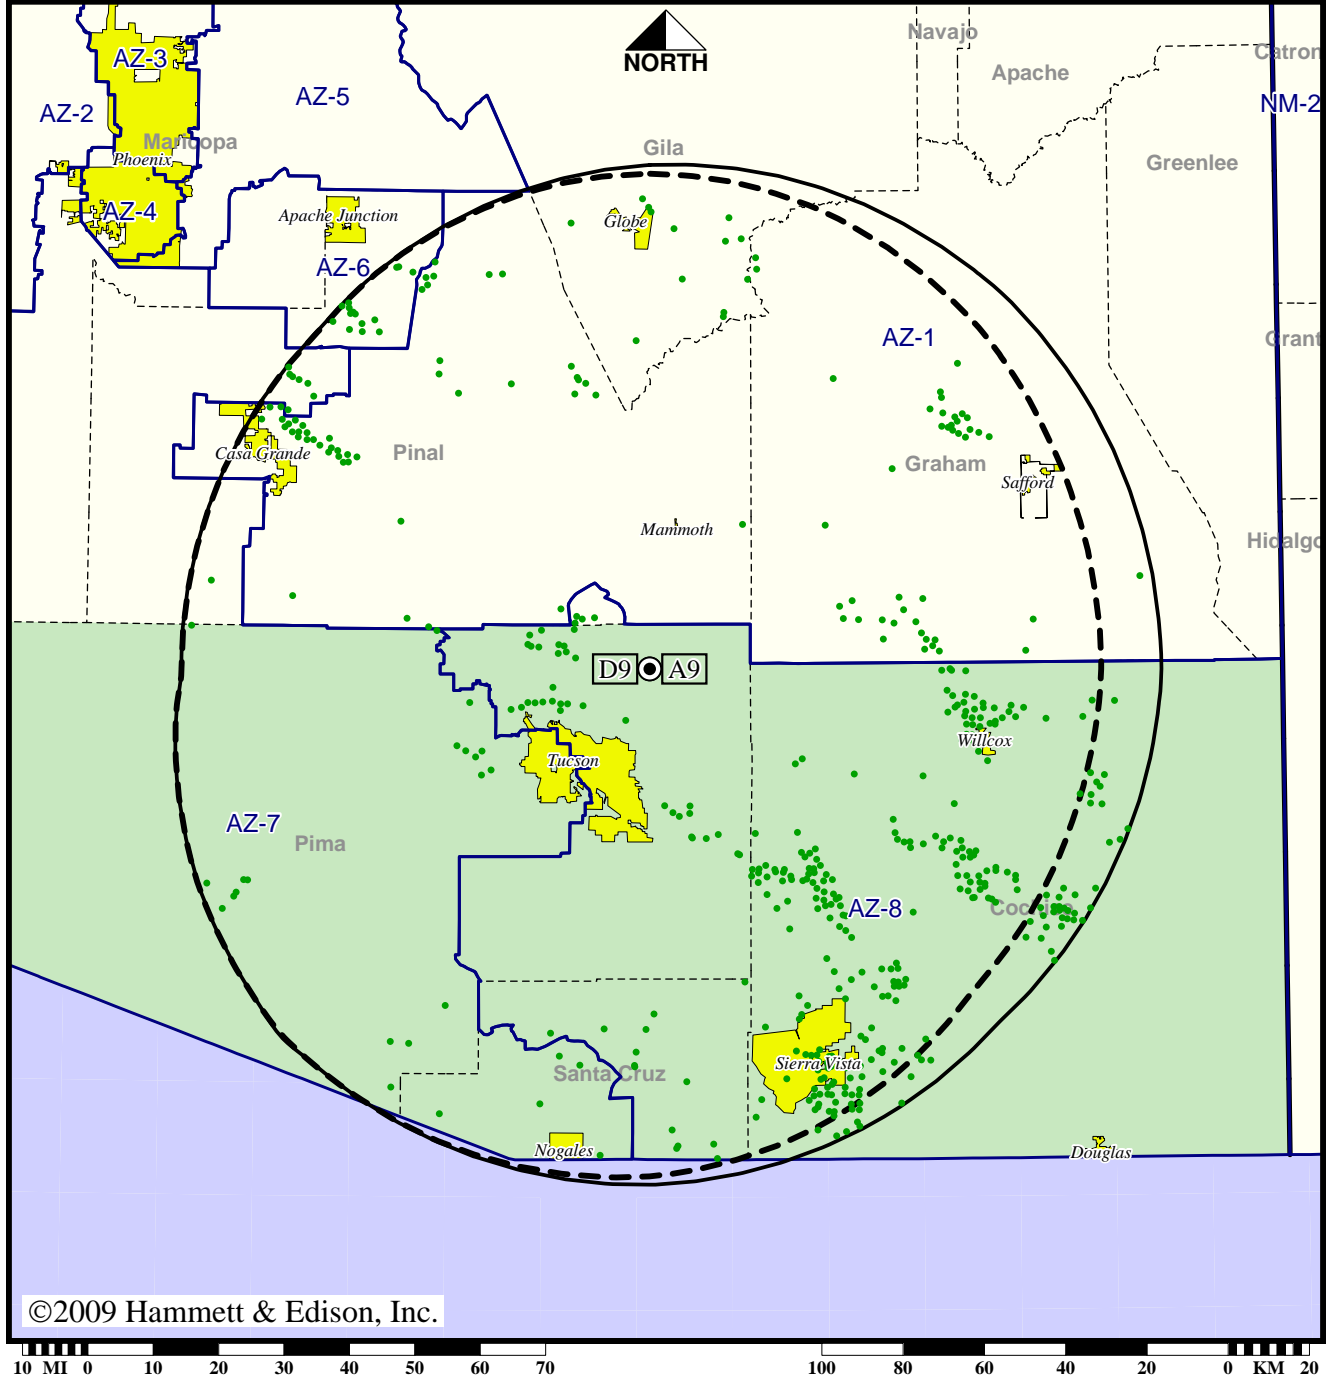 NORTH
Navajo
Catron
AZ-3
Apache
AZ-5
AZ-2
NM-2
Maricopa
Gila
Phoenix
Greenlee
AZ-4
Apache Junction
Globe
AZ-6
AZ-1
Grant
Casa Grande
Pinal
Graham
Safford
Mammoth
Hidalgo
D9 A9
Willcox
Tucson
AZ-7
Pima
AZ-8
Cochise
Sierra Vista
Santa Cruz
Nogales
Douglas
©2009 Hammett & Edison, Inc.
10 MI 0 10 20 30 40 50 60 70 100 80 60 40 20 0 KM 20